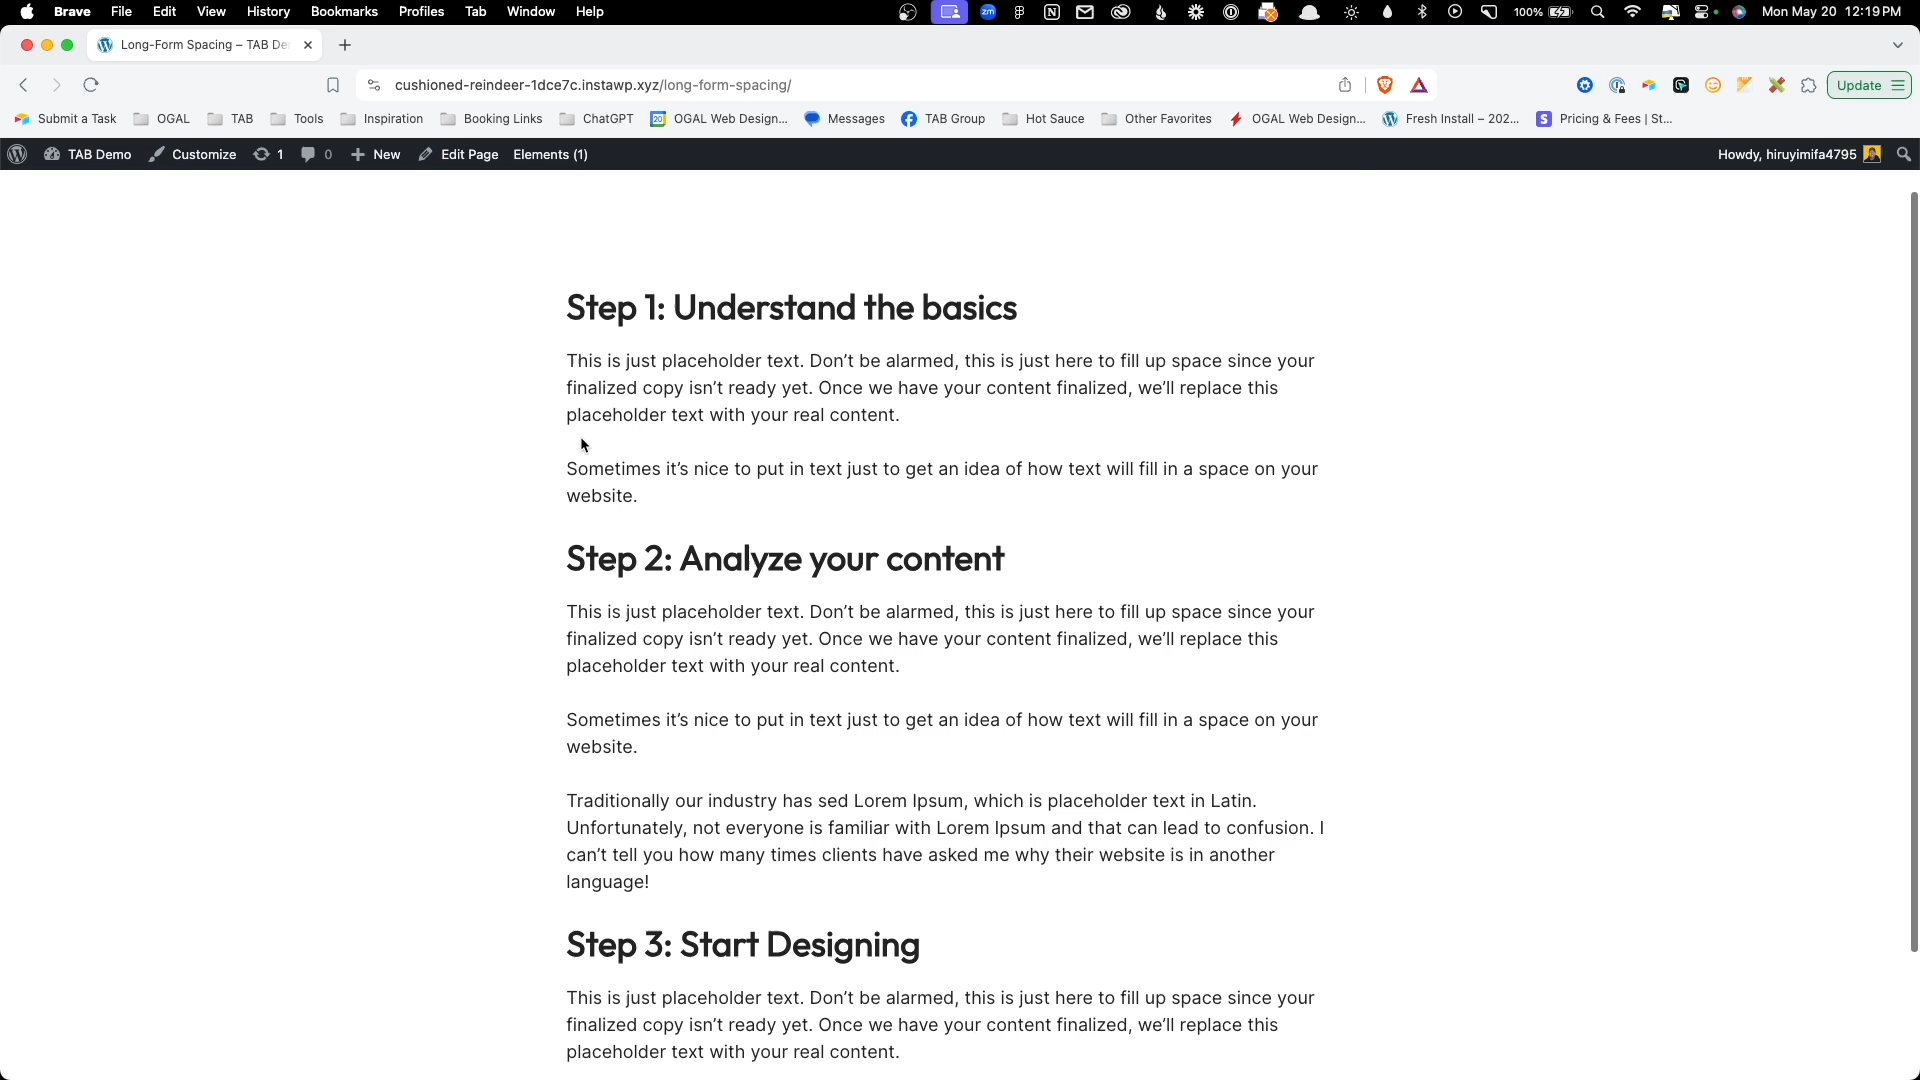 Brave File Edit View History Bookmarks Profiles Tab Window Help zm 100% Mon May 20 12:19 PM
Long-Form Spacing – TAB De
cushioned-reindeer-1dce7c.instawp.xyz/long-form-spacing/ Update
Submit a Task OGAL TAB Tools Inspiration Booking Links ChatGPT 20 OGAL Web Design... Messages TAB Group Hot Sauce Other Favorites OGAL Web Design... Fresh Install – 202... S Pricing & Fees | St...
TAB Demo Customize 1 0 New Edit Page Elements (1) Howdy, hiruyimifa4795
Step 1: Understand the basics
This is just placeholder text. Don’t be alarmed, this is just here to fill up space since your
finalized copy isn’t ready yet. Once we have your content finalized, we’ll replace this
placeholder text with your real content.
Sometimes it’s nice to put in text just to get an idea of how text will fill in a space on your
website.
Step 2: Analyze your content
This is just placeholder text. Don’t be alarmed, this is just here to fill up space since your
finalized copy isn’t ready yet. Once we have your content finalized, we’ll replace this
placeholder text with your real content.
Sometimes it’s nice to put in text just to get an idea of how text will fill in a space on your
website.
Traditionally our industry has sed Lorem Ipsum, which is placeholder text in Latin.
Unfortunately, not everyone is familiar with Lorem Ipsum and that can lead to confusion. I
can’t tell you how many times clients have asked me why their website is in another
language!
Step 3: Start Designing
This is just placeholder text. Don’t be alarmed, this is just here to fill up space since your
finalized copy isn’t ready yet. Once we have your content finalized, we’ll replace this
placeholder text with your real content.